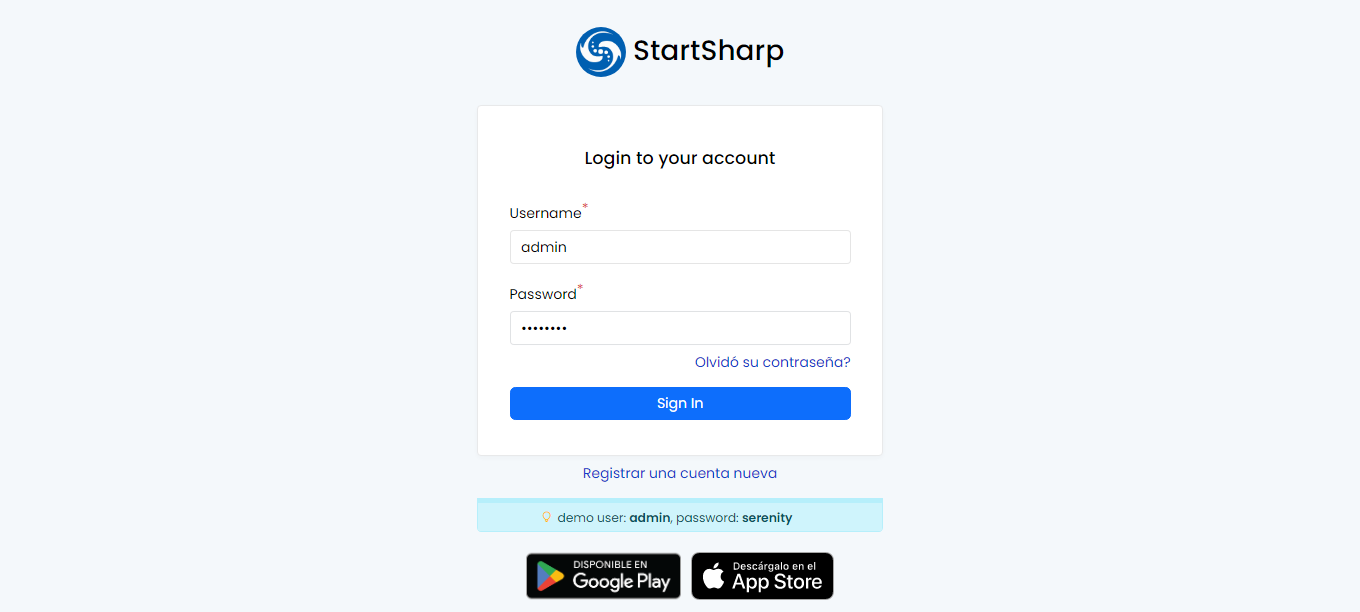 StartSharp
Login to your account
Username*
admin
Password*
••••••••
Olvidó su contraseña?
Sign In
Registrar una cuenta nueva
demo user: admin, password: serenity
DISPONIBLE EN
Google Play
Descárgalo en el
App Store